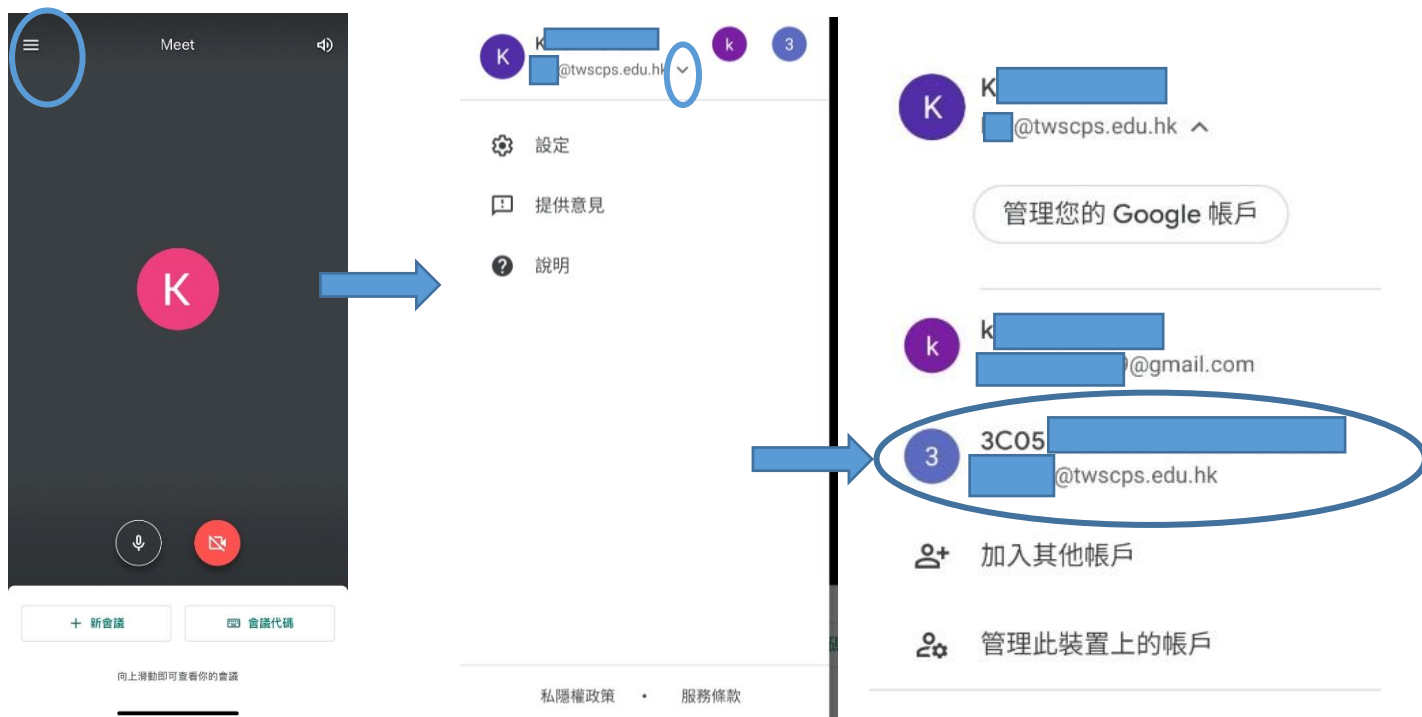 Meet
K
+ 新會議
會議代碼
向上滑動即可查看你的會議
K
K
@twscps.edu.hk
k
3
設定
提供意見
說明
私隱權政策 • 服務條款
K
K
@twscps.edu.hk
管理您的 Google 帳戶
k
k
@gmail.com
3
3C05
@twscps.edu.hk
加入其他帳戶
管理此裝置上的帳戶